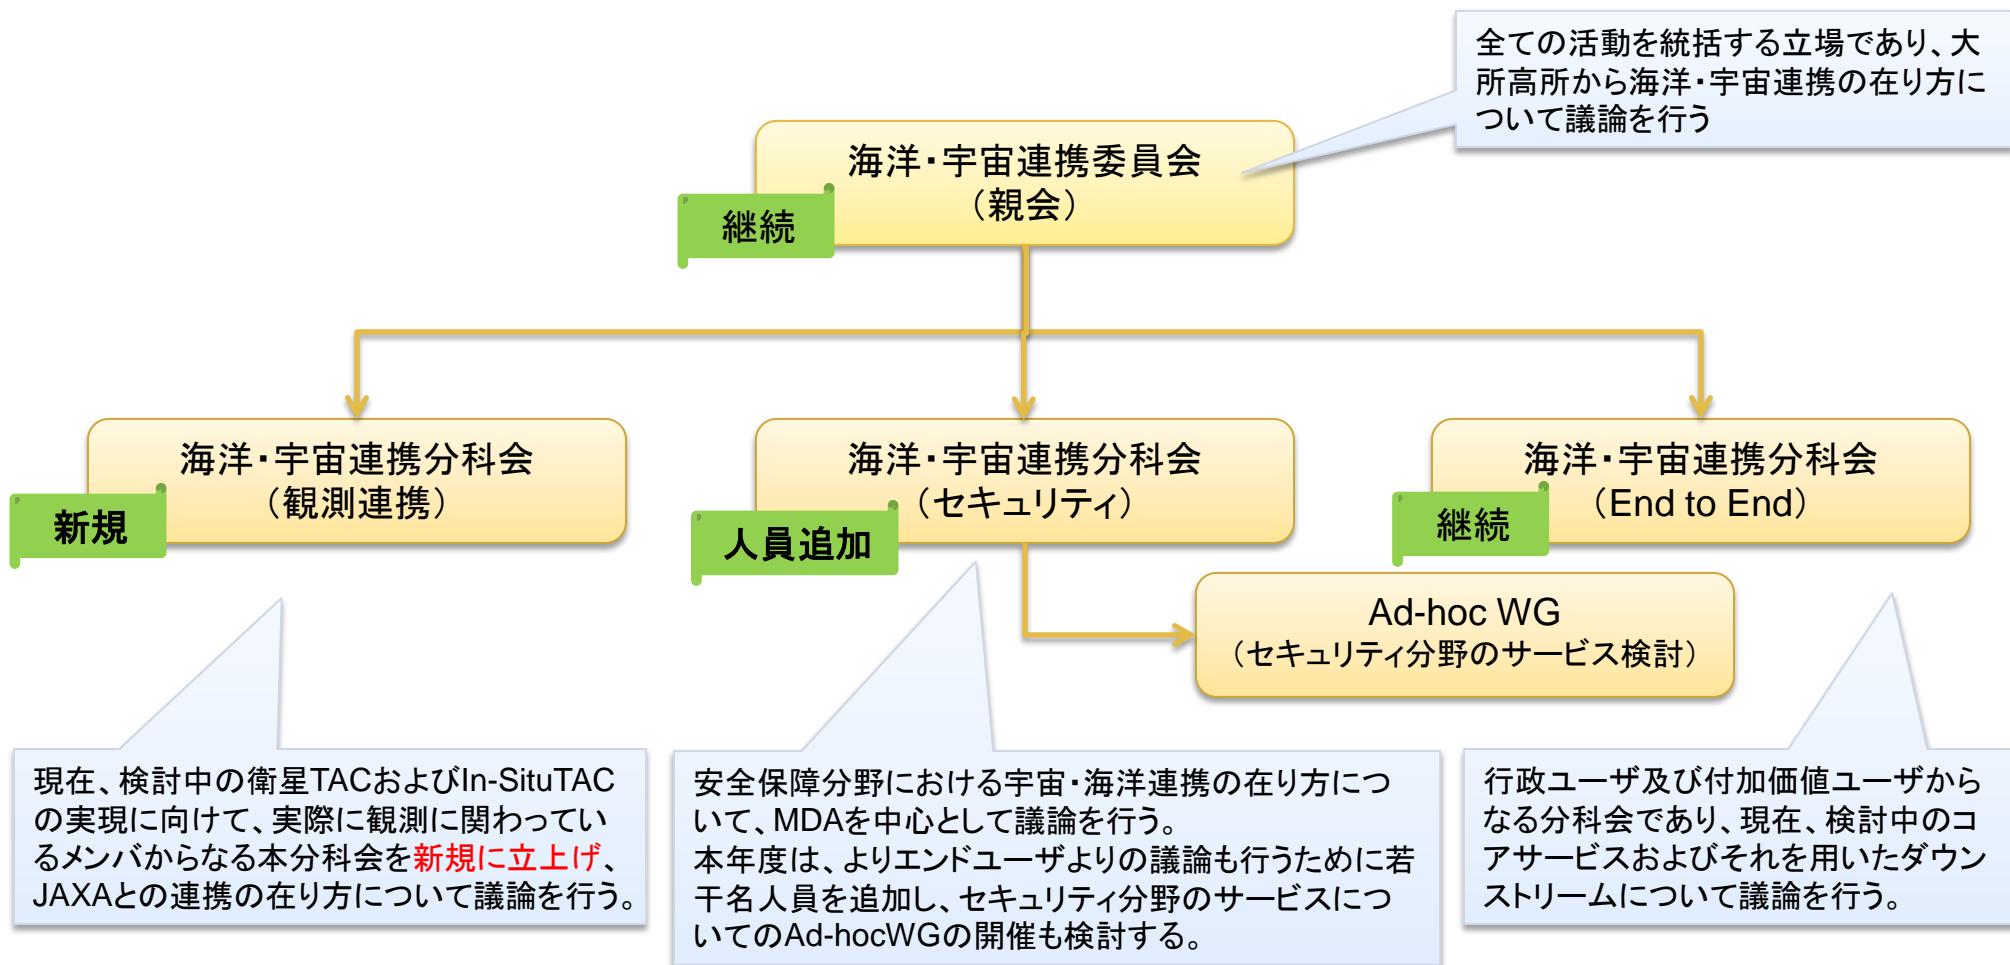 全ての活動を統括する立場であり、大
所高所から海洋・宇宙連携の在り方に
ついて議論を行う
海洋・宇宙連携委員会
（親会）
継続
海洋・宇宙連携分科会
（観測連携）
新規
海洋・宇宙連携分科会
（セキュリティ）
人員追加
海洋・宇宙連携分科会
（End to End）
継続
Ad-hoc WG
（セキュリティ分野のサービス検討）
現在、検討中の衛星TACおよびIn-SituTAC
の実現に向けて、実際に観測に関わってい
るメンバからなる本分科会を新規に立上げ、
JAXAとの連携の在り方について議論を行う。
安全保障分野における宇宙・海洋連携の在り方につ
いて、MDAを中心として議論を行う。
本年度は、よりエンドユーザよりの議論も行うために若
干名人員を追加し、セキュリティ分野のサービスにつ
いてのAd-hocWGの開催も検討する。
行政ユーザ及び付加価値ユーザから
なる分科会であり、現在、検討中のコ
アサービスおよびそれを用いたダウン
ストリームについて議論を行う。